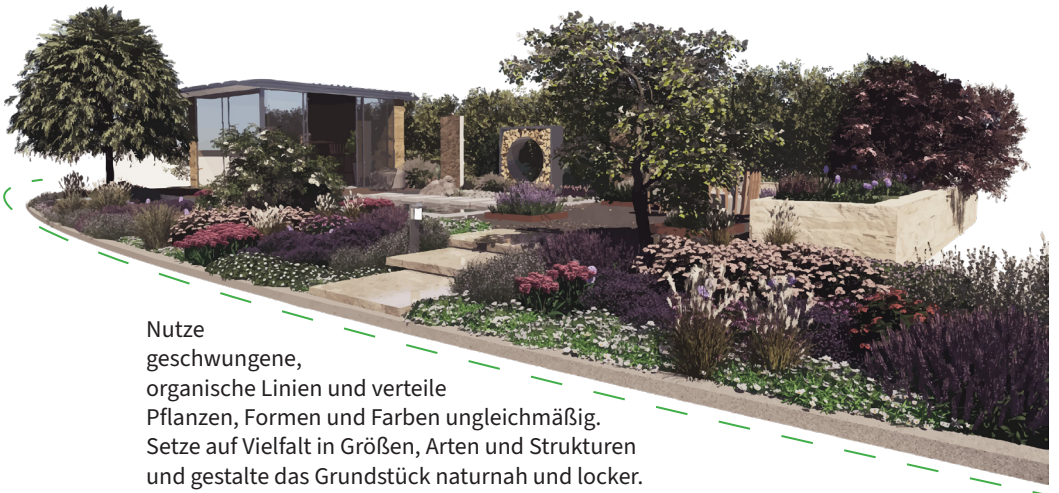 Nutze
geschwungene,
organische Linien und verteile
Pflanzen, Formen und Farben ungleichmäßig.
Setze auf Vielfalt in Größen, Arten und Strukturen
und gestalte das Grundstück naturnah und locker.